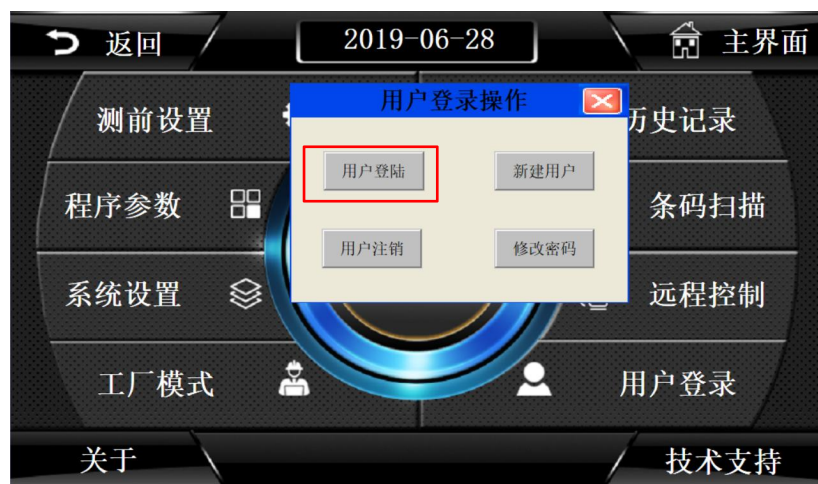 返回
2019-06-28
主界面
用户登录操作
测前设置
历史记录
用户登陆
新建用户
程序参数
条码扫描
用户注销
修改密码
系统设置
远程控制
工厂模式
用户登录
关于
技术支持